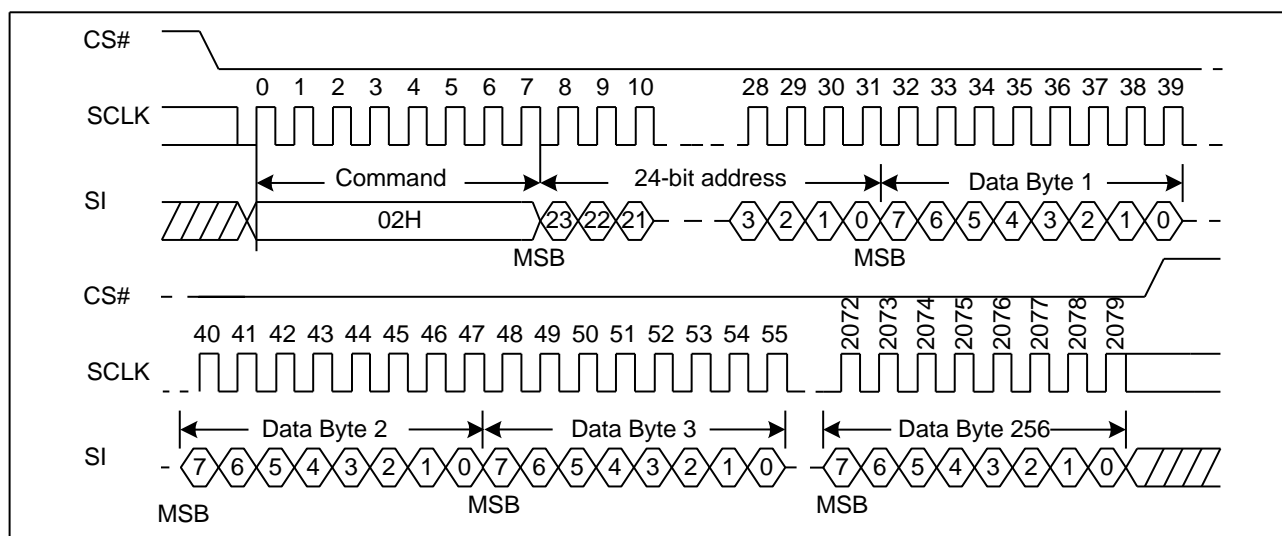 CS#
0 1 2 3 4 5 6 7 8 9 10 28 29 30 31 32 33 34 35 36 37 38 39
SCLK
Command 24-bit address Data Byte 1
SI
02H 23 22 21 3 2 1 0 7 6 5 4 3 2 1 0
MSB MSB
CS#
40 41 42 43 44 45 46 47 48 49 50 51 52 53 54 55 2072 2073 2074 2075 2076 2077 2078 2079
SCLK
Data Byte 2 Data Byte 3 Data Byte 256
SI
7 6 5 4 3 2 1 0 7 6 5 4 3 2 1 0 7 6 5 4 3 2 1 0
MSB MSB MSB